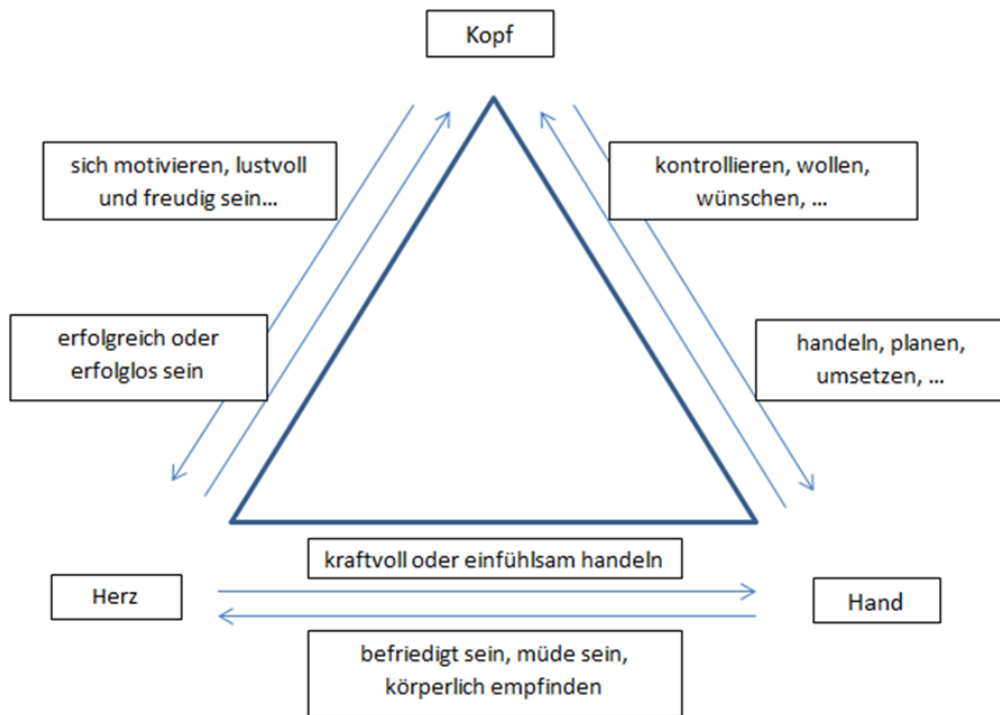 Kopf
sich motivieren, lustvoll
und freudig sein…
kontrollieren, wollen,
wünschen, …
erfolgreich oder
erfolglos sein
handeln, planen,
umsetzen, …
kraftvoll oder einfühlsam handeln
Herz
Hand
befriedigt sein, müde sein,
körperlich empfinden